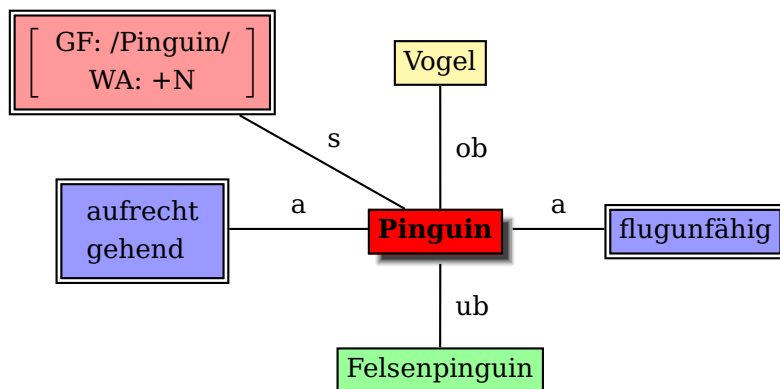 GF: /Pinguin/
WA: +N
Vogel
s
ob
aufrecht
gehend
a
Pinguin
a
flugunfähig
ub
Felsenpinguin